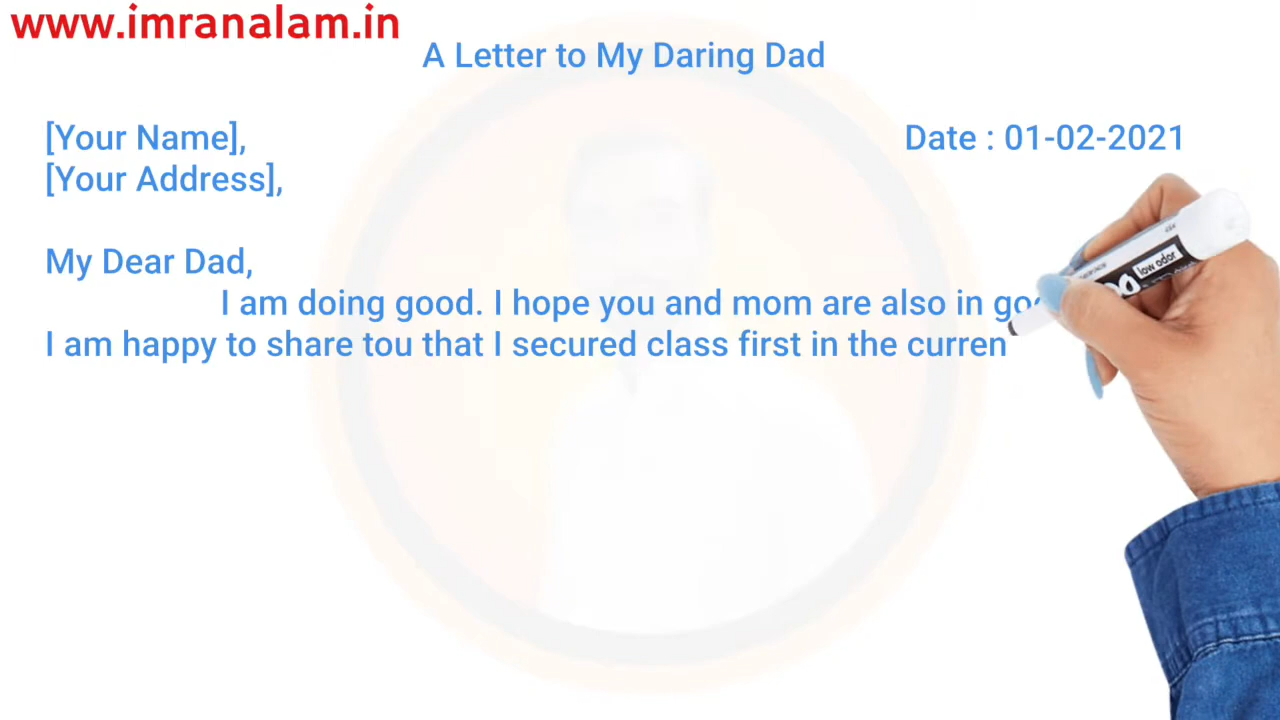 www.imranalam.in
A Letter to My Daring Dad
[Your Name], Date : 01-02-2021
[Your Address],
My Dear Dad,
I am doing good. I hope you and mom are also in
I am happy to share tou that I secured class first in the curren
low odor